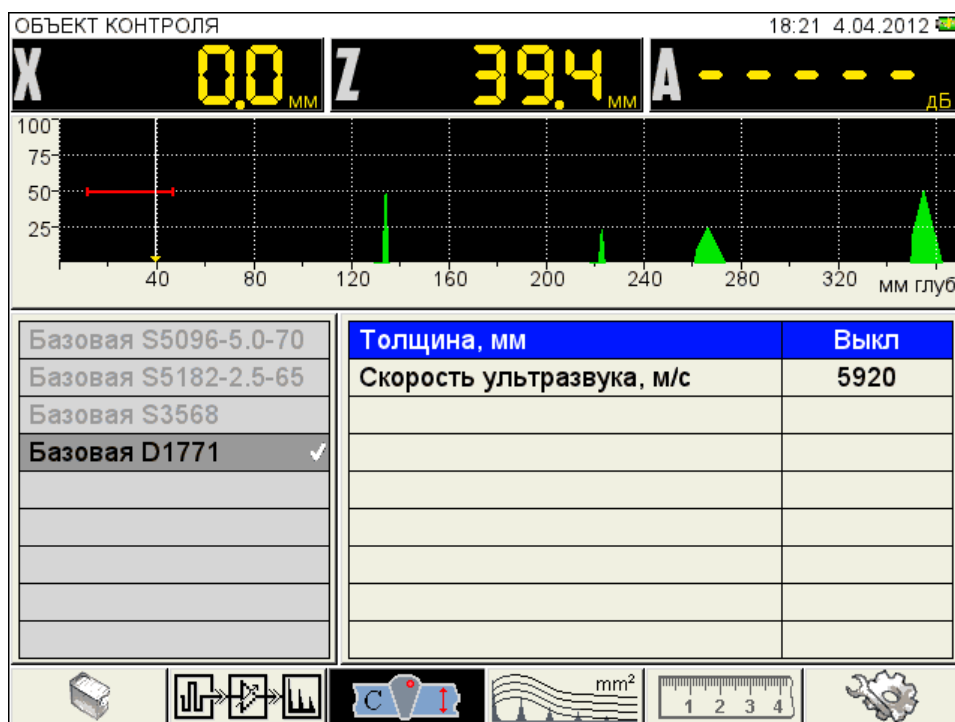 ОБЪЕКТ КОНТРОЛЯ 18:21 4.04.2012
X 0.0 мм Z 39.4 мм A - - - - - дБ
100
75
50
25
40 80 120 160 200 240 280 320 мм глуб
Базовая S5096-5.0-70
Базовая S5182-2.5-65
Базовая S3568
Базовая D1771
Толщина, мм Выкл
Скорость ультразвука, м/с 5920
C mm² 1 2 3 4